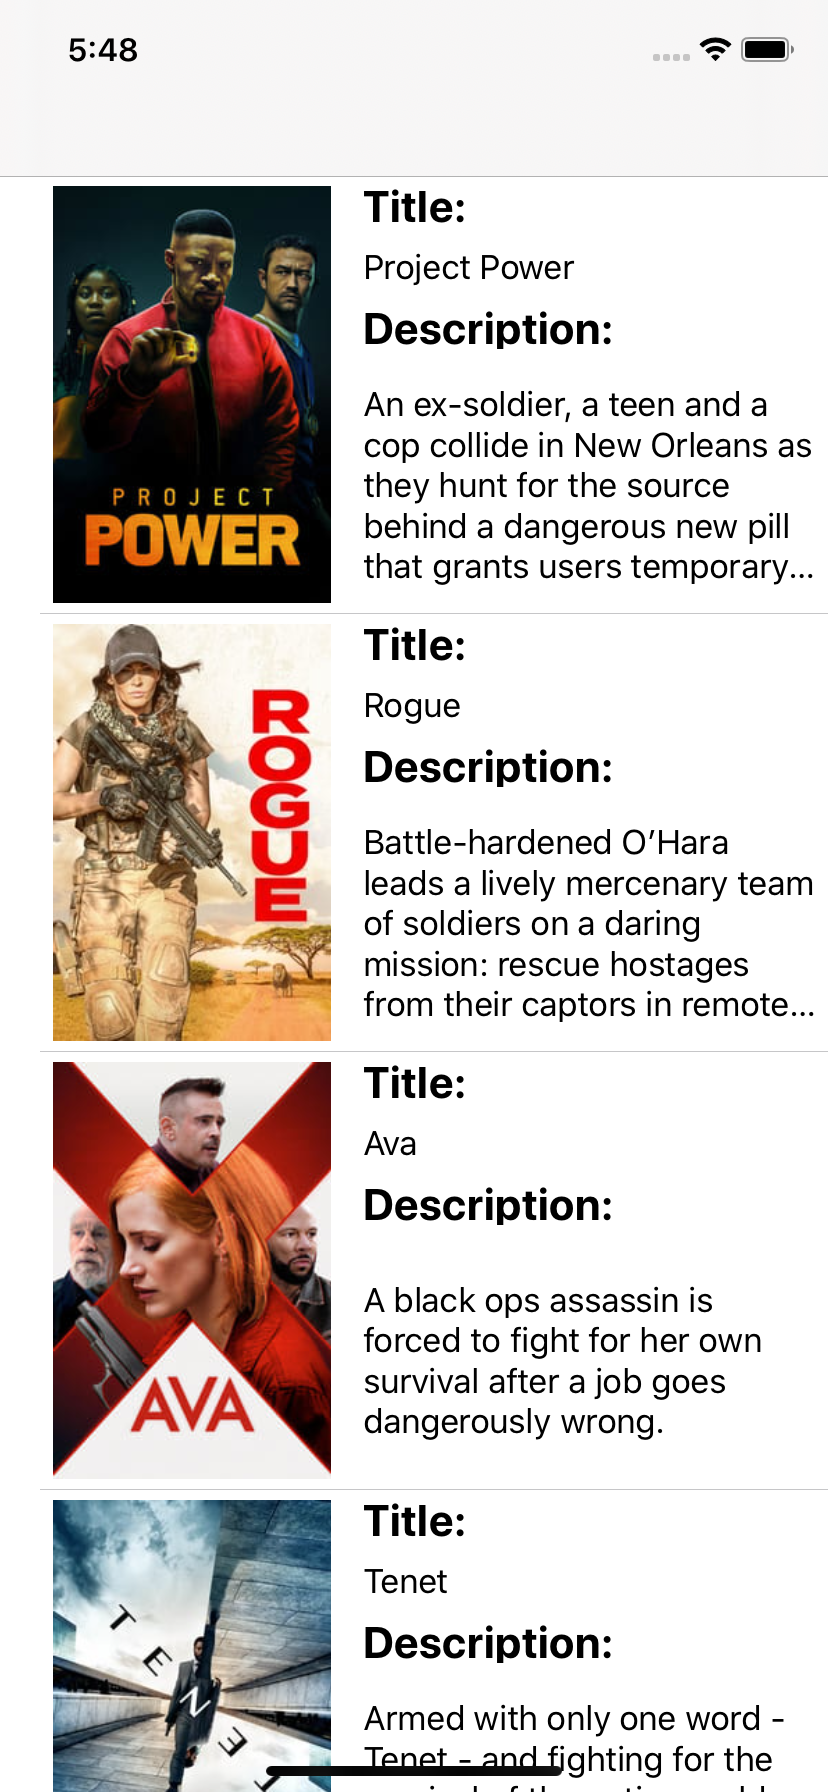 5:48
PROJECT
POWER
Title:
Project Power
Description:
An ex-soldier, a teen and a
cop collide in New Orleans as
they hunt for the source
behind a dangerous new pill
that grants users temporary...
ROGUE
Title:
Rogue
Description:
Battle-hardened O’Hara
leads a lively mercenary team
of soldiers on a daring
mission: rescue hostages
from their captors in remote...
AVA
Title:
Ava
Description:
A black ops assassin is
forced to fight for her own
survival after a job goes
dangerously wrong.
TENET
Title:
Tenet
Description:
Armed with only one word -
Tenet - and fighting for the